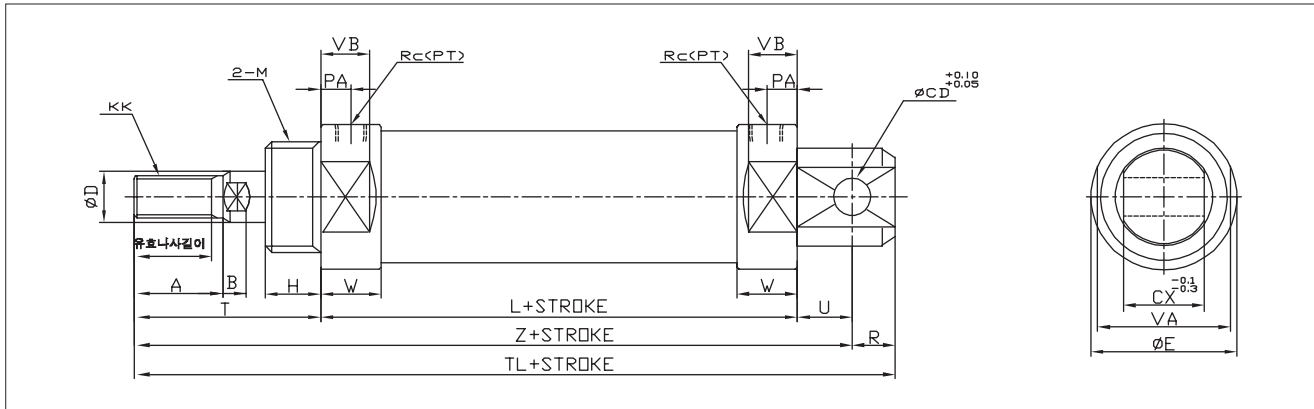 VB
VB
Rc(PT)
Rc(PT)
2-M
PA
PA
+0.10
+0.05
øCD
KK
øD
유효나사길이
A
B
H
W
W
T
L+STROKE
U
Z+STROKE
R
TL+STROKE
-0.1
-0.3
CX
VA
øE